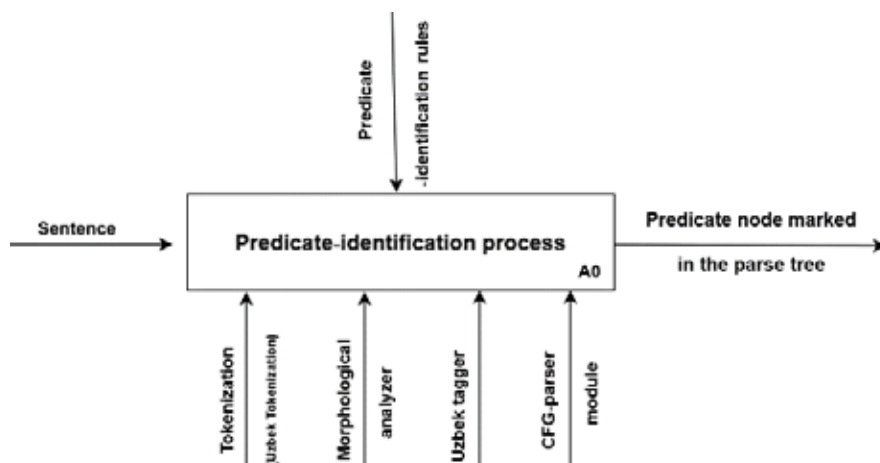 Predicate
-identification rules
Sentence
Predicate-identification process
A0
Predicate node marked
in the parse tree
Tokenization
(Uzbek Tokenization)
Morphological
analyzer
Uzbek tagger
CFG-parser
module